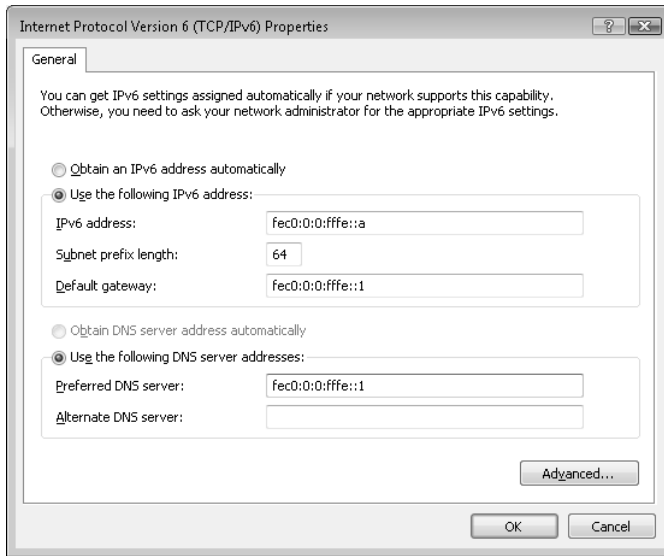 Internet Protocol Version 6 (TCP/IPv6) Properties
General
You can get IPv6 settings assigned automatically if your network supports this capability.
Otherwise, you need to ask your network administrator for the appropriate IPv6 settings.
Obtain an IPv6 address automatically
Use the following IPv6 address:
IPv6 address: fec0:0:0:fffe::a
Subnet prefix length: 64
Default gateway: fec0:0:0:fffe::1
Obtain DNS server address automatically
Use the following DNS server addresses:
Preferred DNS server: fec0:0:0:fffe::1
Alternate DNS server:
Advanced...
OK Cancel